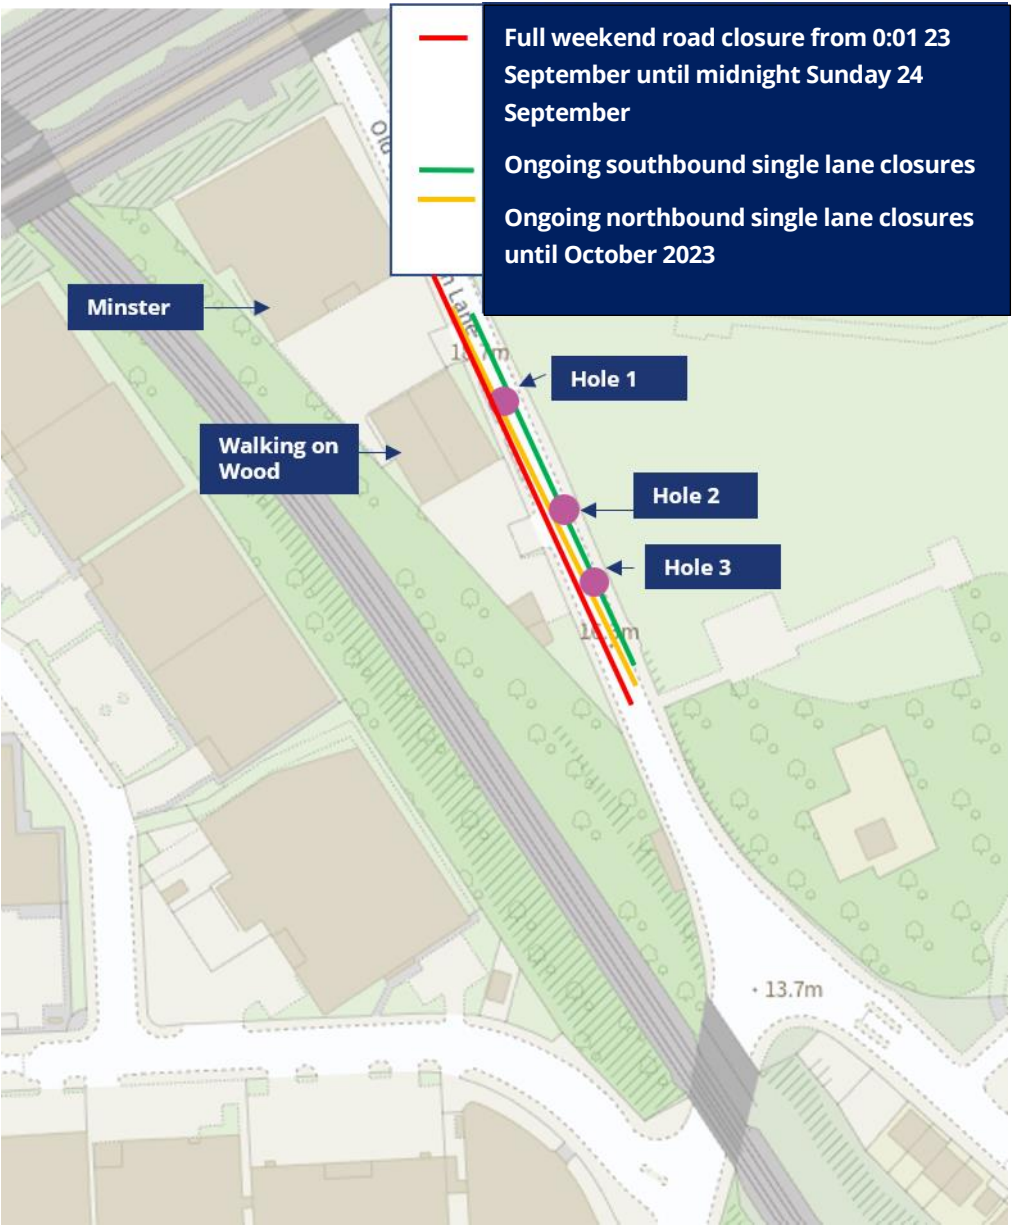 Full weekend road closure from 0:01 23
September until midnight Sunday 24
September
Ongoing southbound single lane closures
Ongoing northbound single lane closures
until October 2023
Old
n Lane
Minster
Hole 1
Walking on
Wood
Hole 2
Hole 3
13.7m